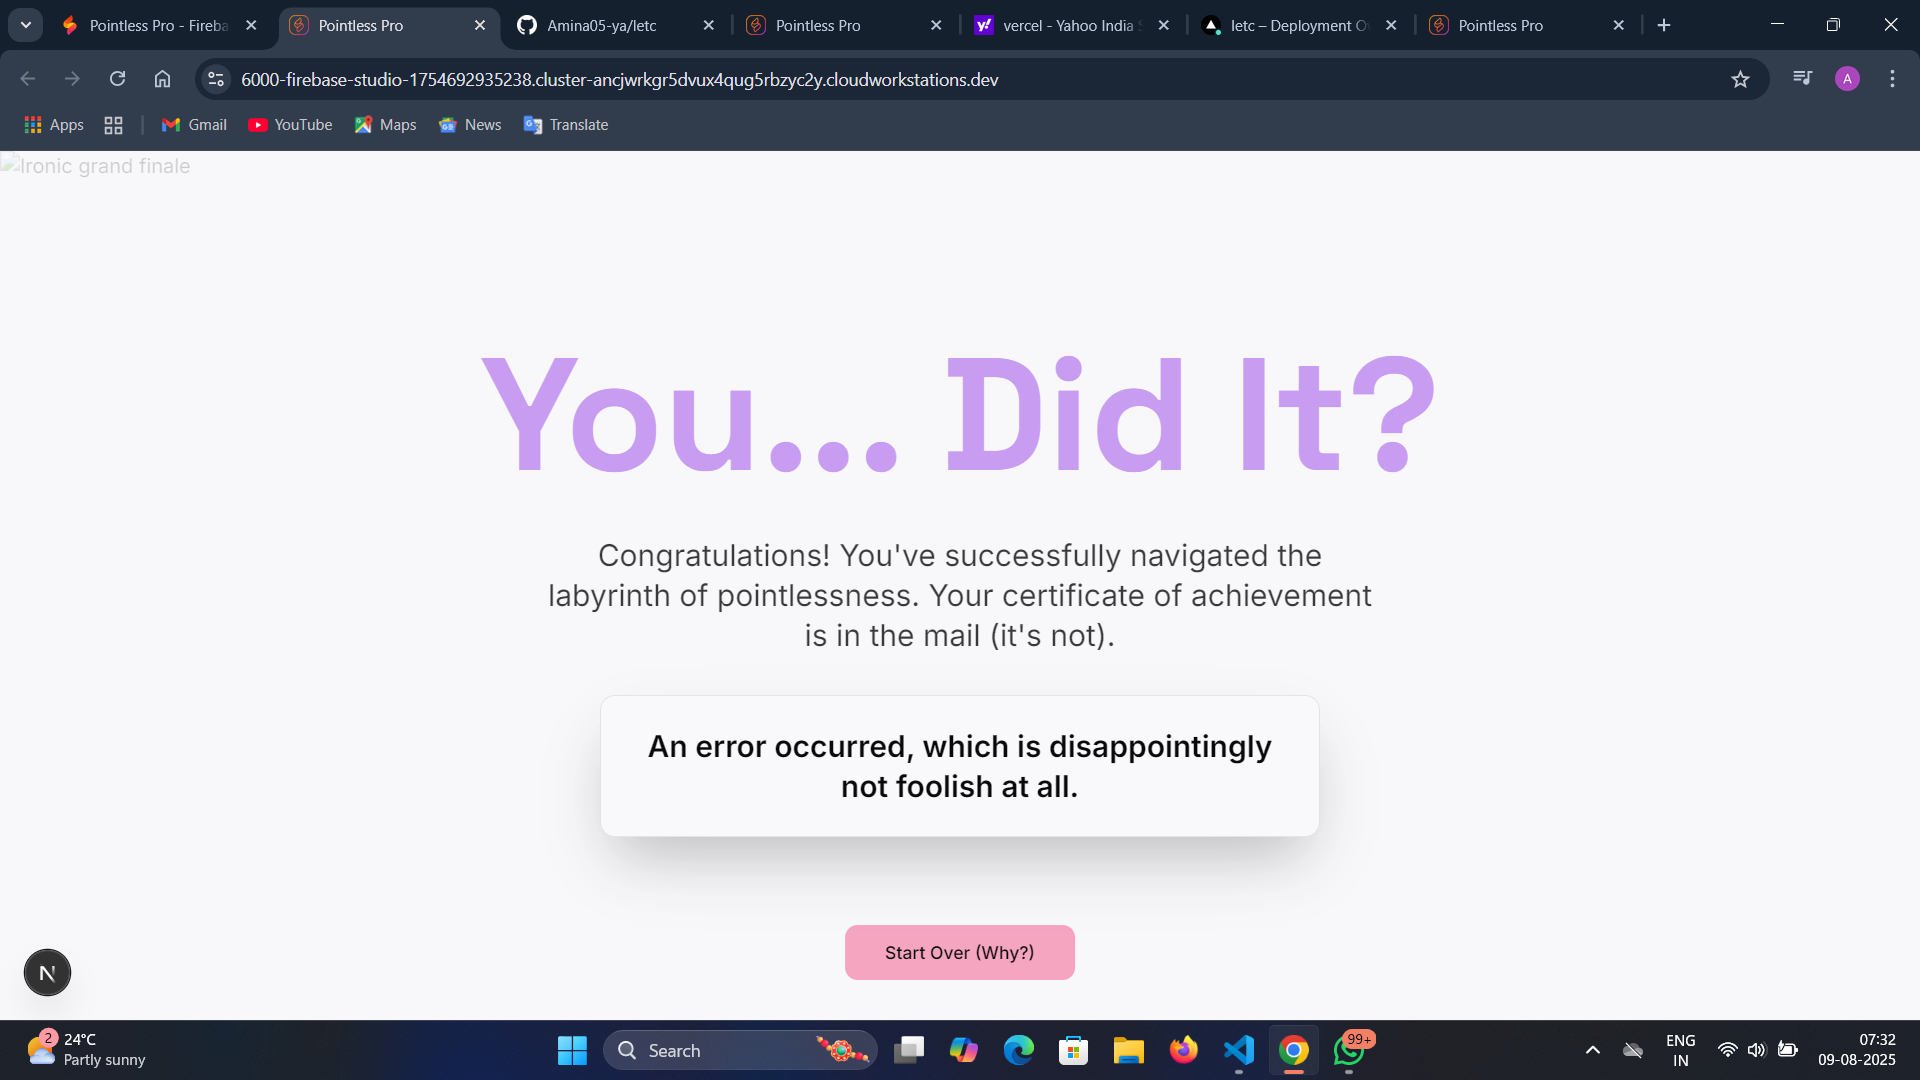 Pointless Pro - Fireba
Pointless Pro
Amina05-ya/letc
Pointless Pro
vercel - Yahoo India S
letc – Deployment Ov
Pointless Pro
6000-firebase-studio-1754692935238.cluster-ancjwrkgr5dvux4qug5rbzyc2y.cloudworkstations.dev
A
Apps
Gmail
YouTube
Maps
News
Translate
Ironic grand finale
You... Did It?
Congratulations! You've successfully navigated the
labyrinth of pointlessness. Your certificate of achievement
is in the mail (it's not).
An error occurred, which is disappointingly
not foolish at all.
Start Over (Why?)
N
2
24°C
Partly sunny
Search
99+
ENG
IN
07:32
09-08-2025